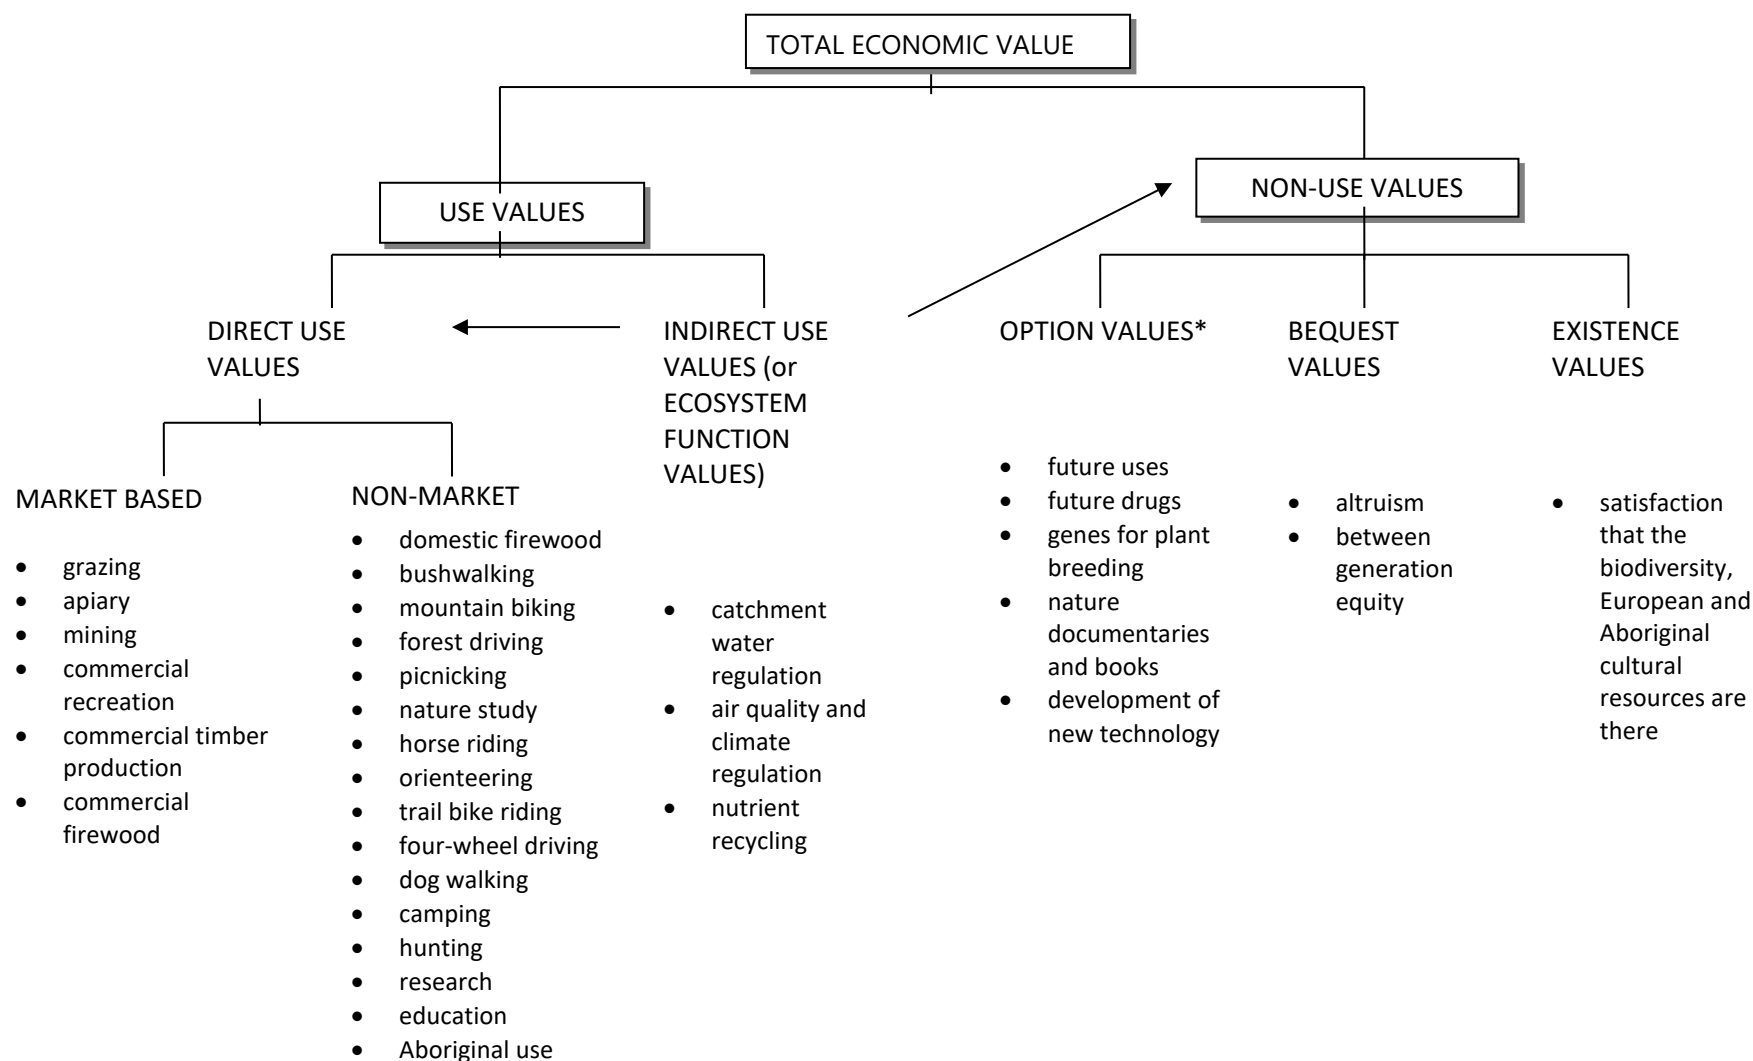 TOTAL ECONOMIC VALUE
USE VALUES
NON-USE VALUES
DIRECT USE
VALUES
INDIRECT USE
VALUES (or
ECOSYSTEM
FUNCTION
VALUES)
OPTION VALUES*
BEQUEST
VALUES
EXISTENCE
VALUES
MARKET BASED
• grazing
• apiary
• mining
• commercial
recreation
• commercial timber
production
• commercial
firewood
NON-MARKET
• domestic firewood
• bushwalking
• mountain biking
• forest driving
• picnicking
• nature study
• horse riding
• orienteering
• trail bike riding
• four-wheel driving
• dog walking
• camping
• hunting
• research
• education
• Aboriginal use
• catchment
water
regulation
• air quality and
climate
regulation
• nutrient
recycling
• future uses
• future drugs
• genes for plant
breeding
• nature
documentaries
and books
• development of
new technology
• altruism
• between
generation
equity
• satisfaction
that the
biodiversity,
European and
Aboriginal
cultural
resources are
there